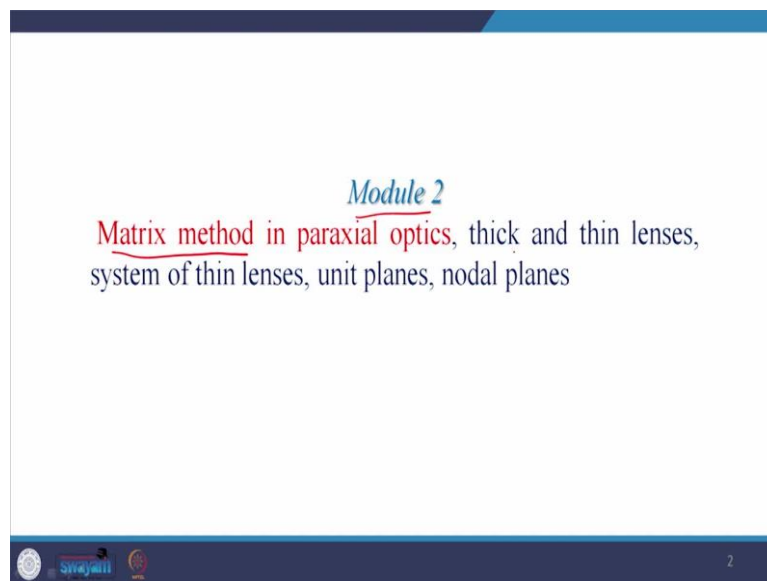 Module 2
Matrix method in paraxial optics, thick and thin lenses,
system of thin lenses, unit planes, nodal planes
swayam
2